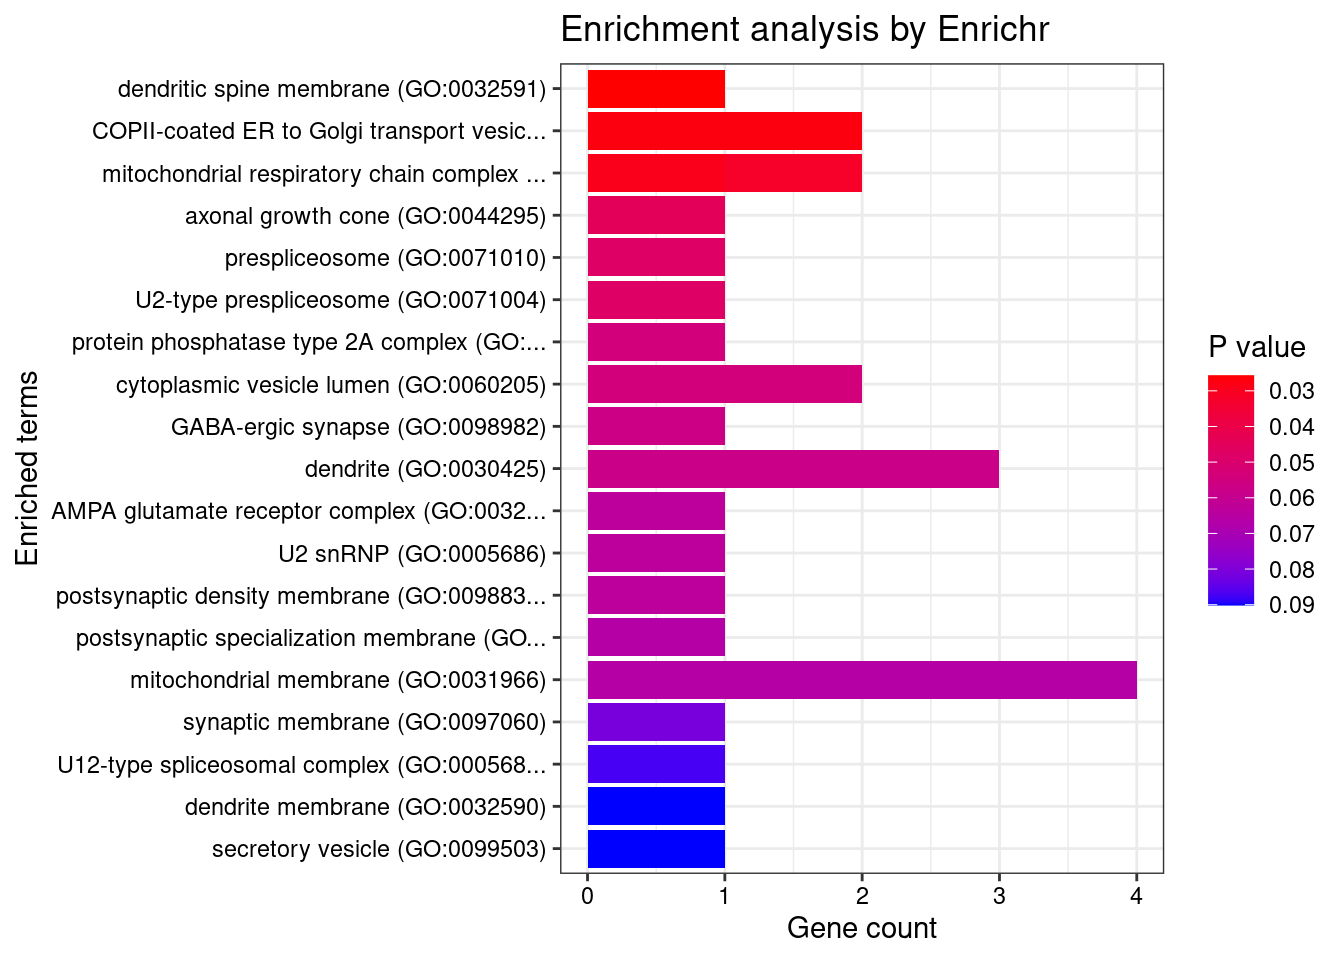 Enrichment analysis by Enrichr
dendritic spine membrane (GO:0032591)
COPII-coated ER to Golgi transport vesic...
mitochondrial respiratory chain complex ...
axonal growth cone (GO:0044295)
prespliceosome (GO:0071010)
U2-type prespliceosome (GO:0071004)
protein phosphatase type 2A complex (GO:...
cytoplasmic vesicle lumen (GO:0060205)
GABA-ergic synapse (GO:0098982)
dendrite (GO:0030425)
AMPA glutamate receptor complex (GO:0032...
U2 snRNP (GO:0005686)
postsynaptic density membrane (GO:009883...
postsynaptic specialization membrane (GO...
mitochondrial membrane (GO:0031966)
synaptic membrane (GO:0097060)
U12-type spliceosomal complex (GO:000568...
dendrite membrane (GO:0032590)
secretory vesicle (GO:0099503)
Enriched terms
0 1 2 3 4
Gene count
P value
0.03
0.04
0.05
0.06
0.07
0.08
0.09